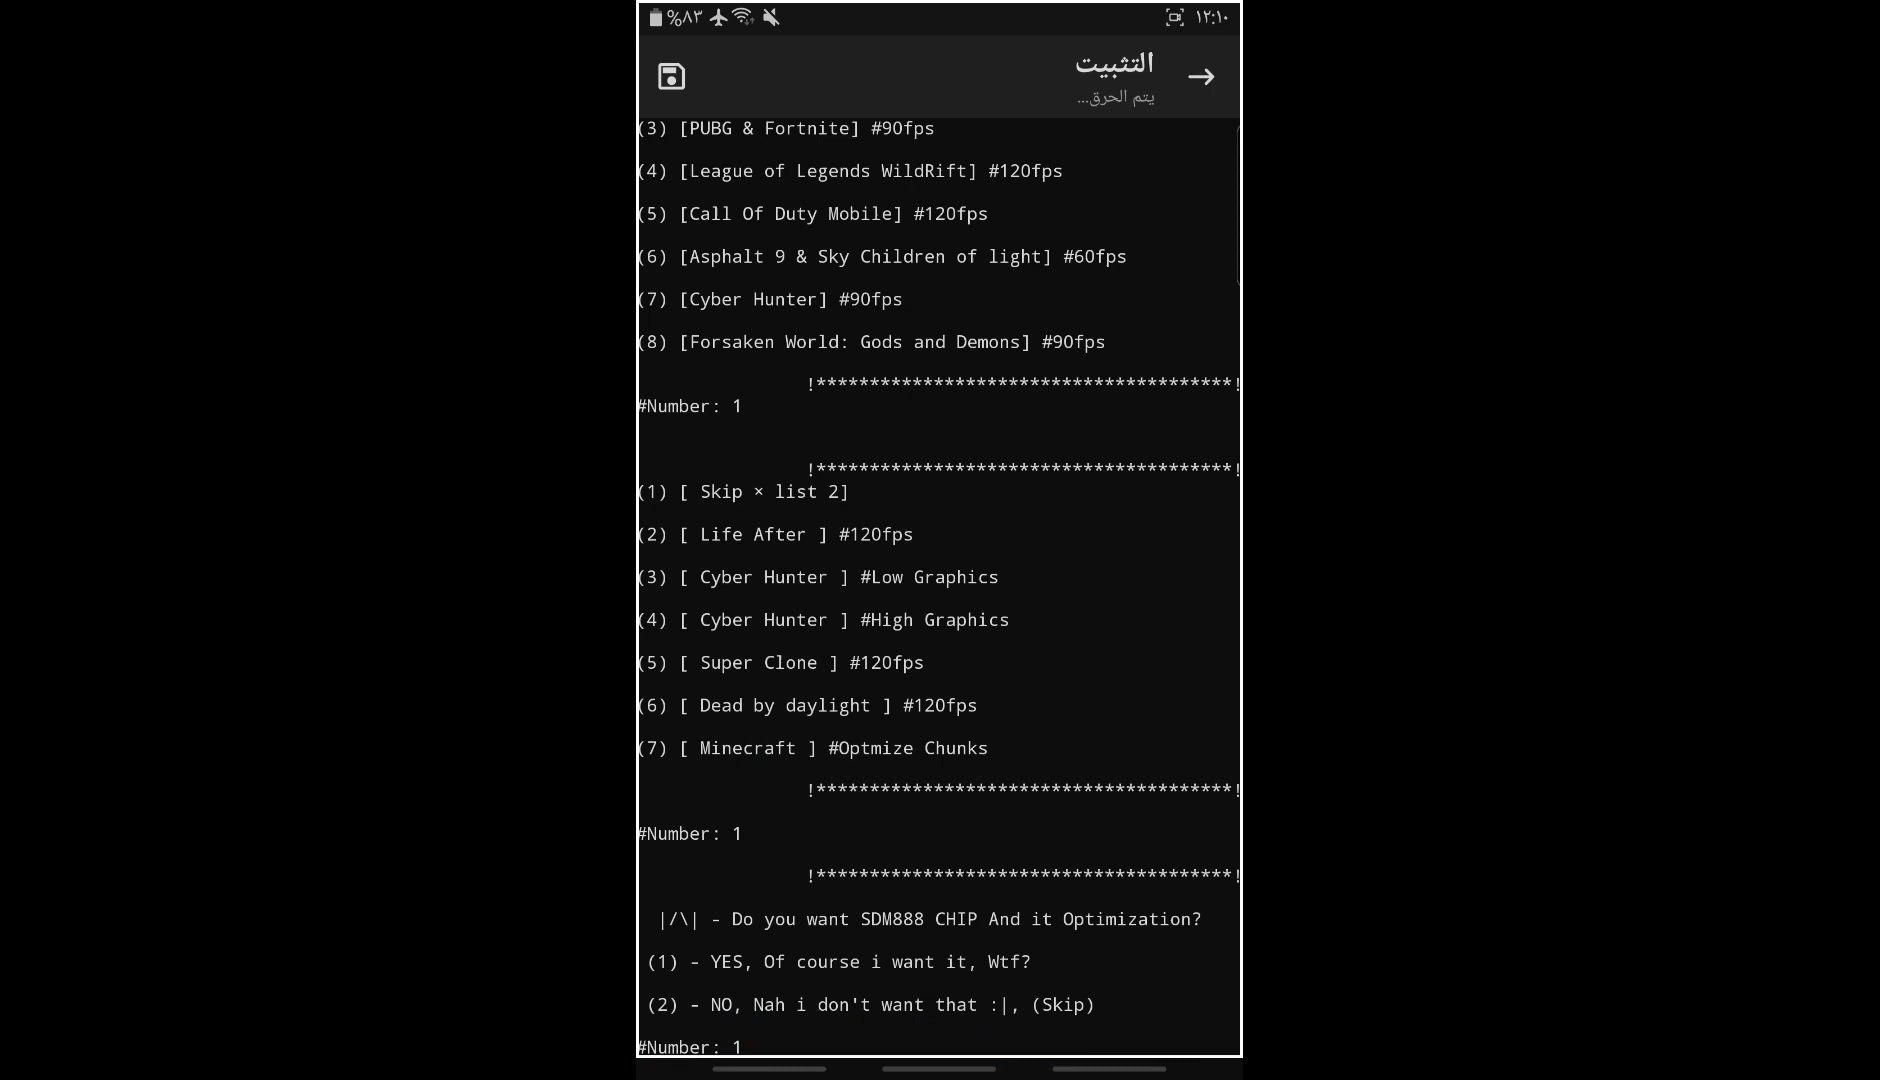 %٨٣ ١٢:١٠
التثبيت
يتم الحرق...
(3) [PUBG & Fortnite] #90fps
(4) [League of Legends WildRift] #120fps
(5) [Call Of Duty Mobile] #120fps
(6) [Asphalt 9 & Sky Children of light] #60fps
(7) [Cyber Hunter] #90fps
(8) [Forsaken World: Gods and Demons] #90fps
!***************************************!
#Number: 1
!***************************************!
(1) [ Skip × list 2]
(2) [ Life After ] #120fps
(3) [ Cyber Hunter ] #Low Graphics
(4) [ Cyber Hunter ] #High Graphics
(5) [ Super Clone ] #120fps
(6) [ Dead by daylight ] #120fps
(7) [ Minecraft ] #Optmize Chunks
!***************************************!
#Number: 1
!***************************************!
|/\| - Do you want SDM888 CHIP And it Optimization?
(1) - YES, Of course i want it, Wtf?
(2) - NO, Nah i don't want that :|, (Skip)
#Number: 1